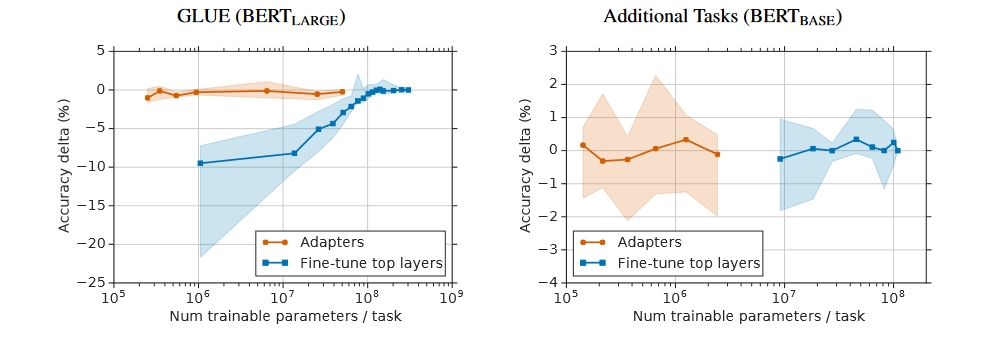 GLUE (BERT_LARGE)
Accuracy delta (%)
5
0
−5
−10
−15
−20
−25
10^5
10^6
10^7
10^8
10^9
Num trainable parameters / task
Adapters
Fine-tune top layers
Additional Tasks (BERT_BASE)
Accuracy delta (%)
3
2
1
0
−1
−2
−3
−4
10^5
10^6
10^7
10^8
Num trainable parameters / task
Adapters
Fine-tune top layers